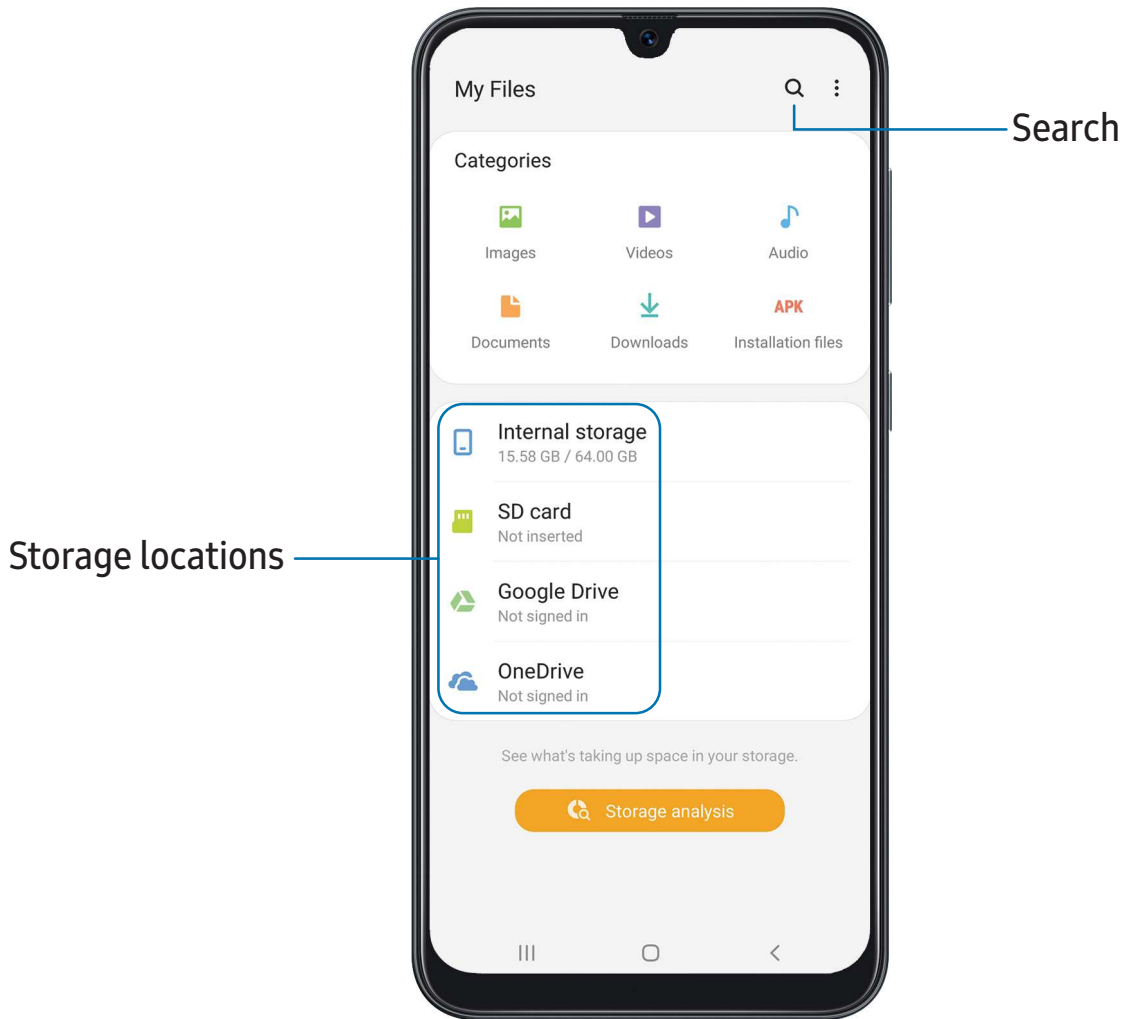 My Files
Search
Categories
Images Videos Audio
APK
Documents Downloads Installation files
Internal storage
15.58 GB / 64.00 GB
SD card
Not inserted
Storage locations
Google Drive
Not signed in
OneDrive
Not signed in
See what's taking up space in your storage.
Storage analysis